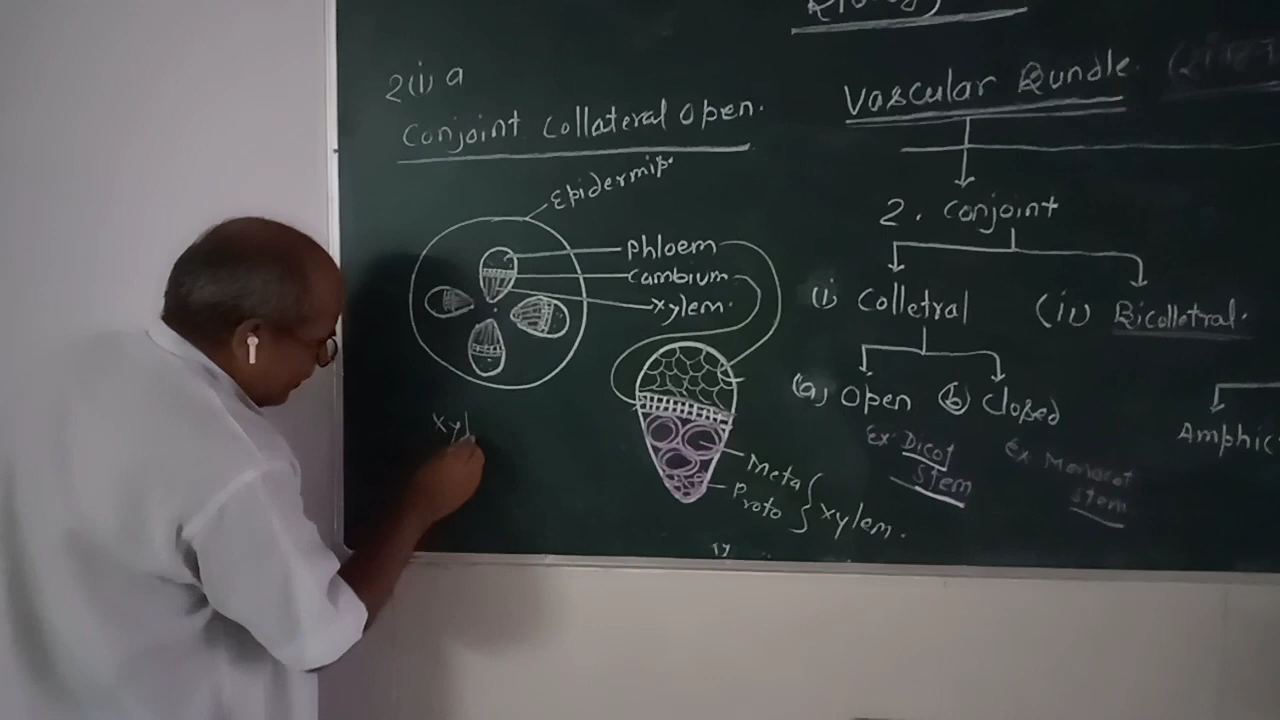 2(i) a
Conjoint Collateral Open.
Epidermis.
Phloem
Cambium
Xylem.
Xyl
Meta
Proto
Xylem.
Vascular Bundle.
2. Conjoint
(i) Colletral
(ii) Bicolletral.
(a) Open
(b) Closed
Ex. Dicot
Stem
Ex Monocot
Stem
Amphic